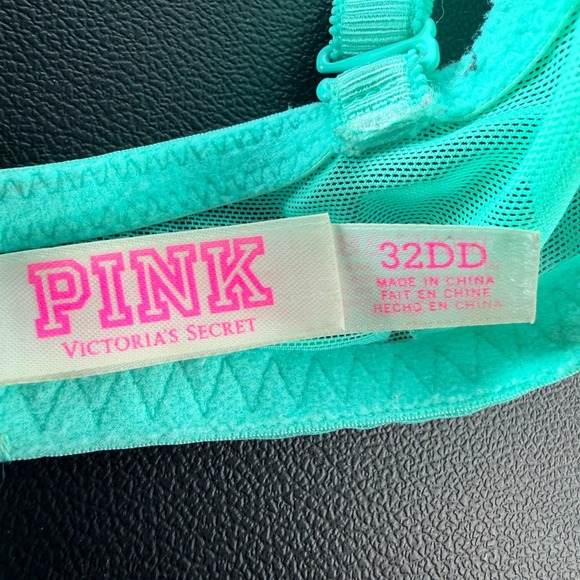 PINK
VICTORIA'S SECRET
32DD
MADE IN CHINA
FAIT EN CHINE
HECHO EN CHINA